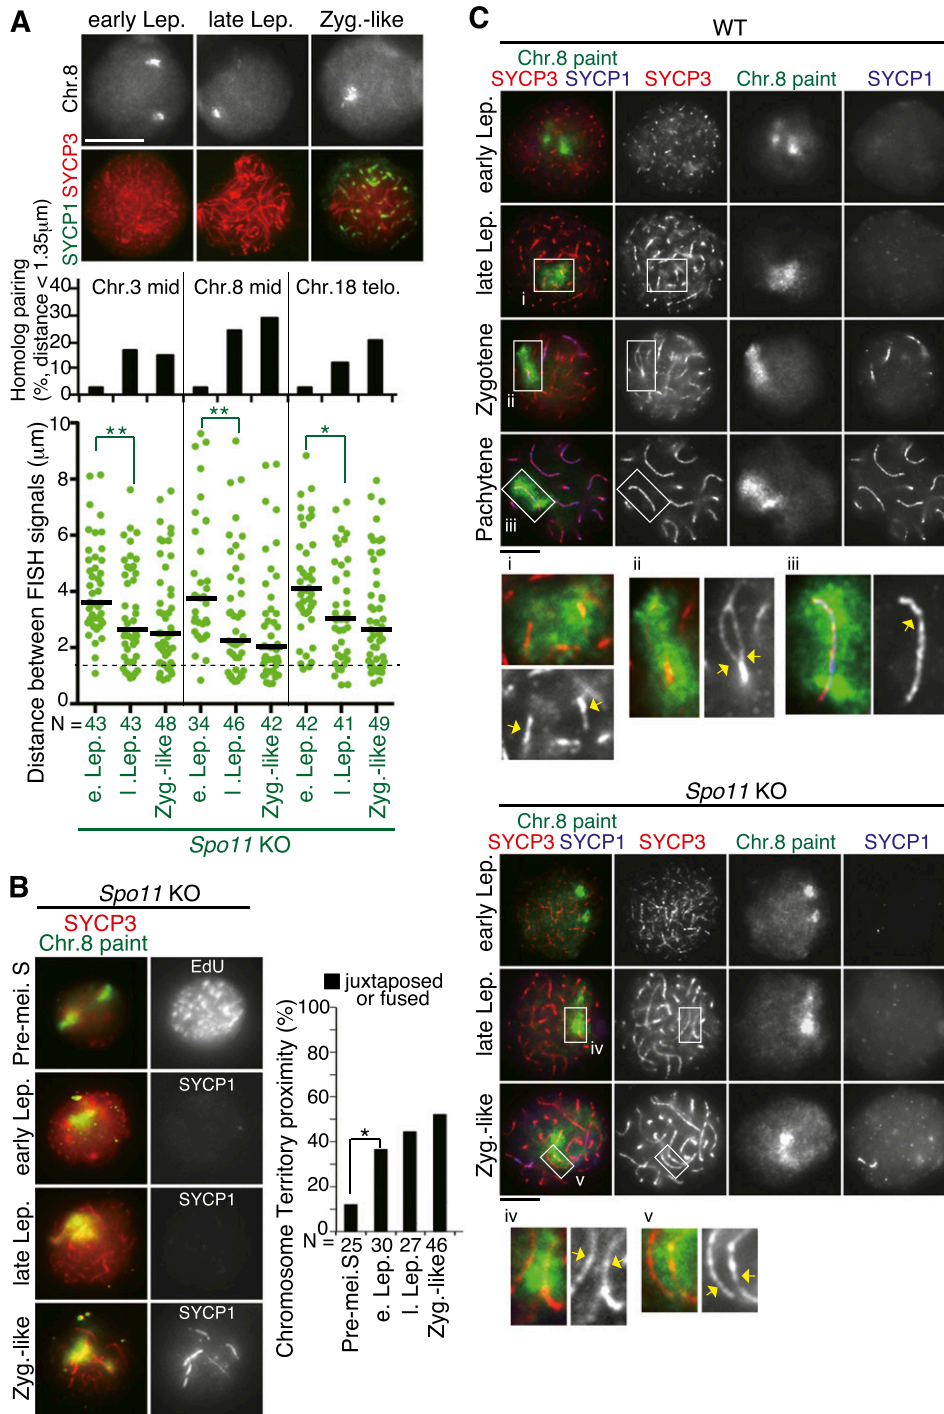 A
early Lep. late Lep. Zyg.-like
Chr.8
SYCP1 SYCP3
Homolog pairing
(%, distance < 1.35μm)
40
30
20
10
0
Chr.3 mid Chr.8 mid Chr.18 telo.
Distance between FISH signals (μm)
10
8
6
4
2
0
** ** *
N = 43 43 48 34 46 42 42 41 49
e. Lep. l .Lep. Zyg.-like e. Lep. l .Lep. Zyg.-like e. Lep. l .Lep. Zyg.-like
Spo11 KO
B
Spo11 KO
SYCP3
Chr.8 paint
Pre-mei. S
EdU
early Lep.
SYCP1
late Lep.
SYCP1
Zyg.-like
SYCP1
juxtaposed
or fused
Chromosome Territory proximity (%)
100
80
60
40
20
0
*
N = 25 30 27 46
Pre-mei.S e. Lep. l. Lep. Zyg.-like
C
WT
Chr.8 paint
SYCP3 SYCP1 SYCP3 Chr.8 paint SYCP1
early Lep.
late Lep.
i
Zygotene
ii
Pachytene
iii
i ii iii
Spo11 KO
Chr.8 paint
SYCP3 SYCP1 SYCP3 Chr.8 paint SYCP1
early Lep.
late Lep.
iv
Zyg.-like
v
iv v